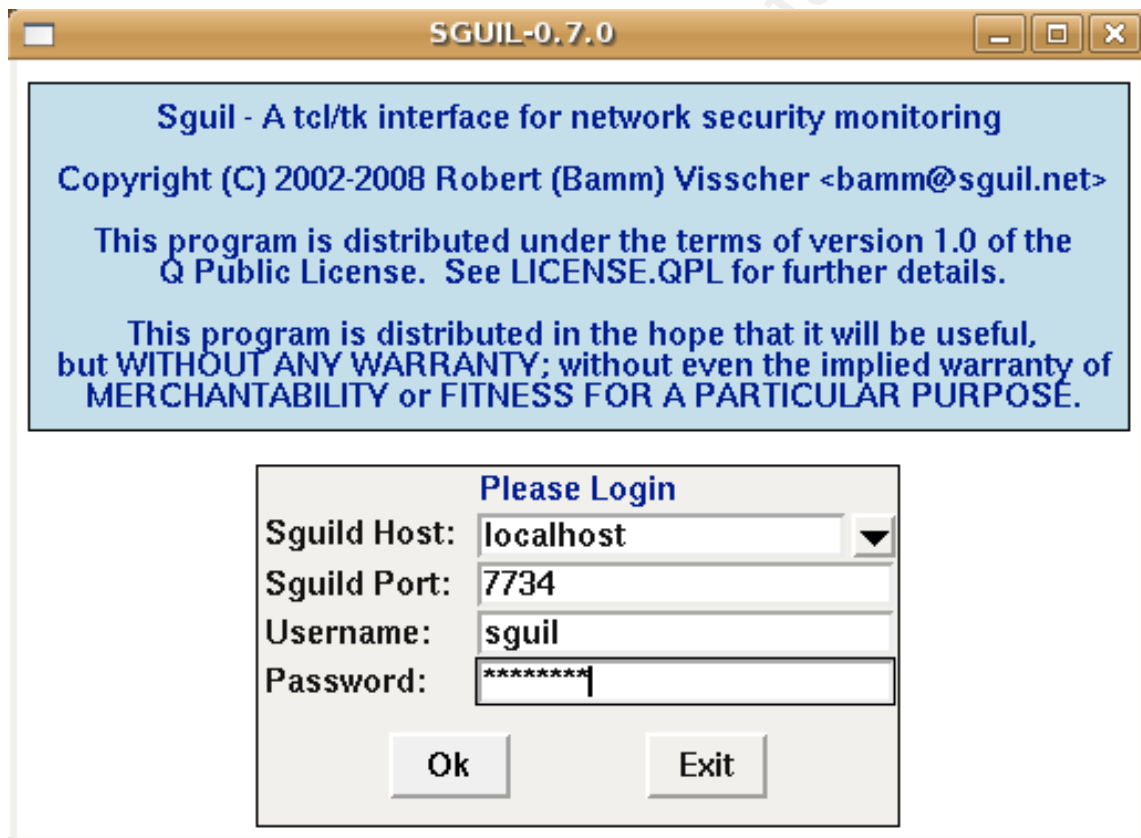 SGUIL-0.7.0
Sguil - A tcl/tk interface for network security monitoring
Copyright (C) 2002-2008 Robert (Bamm) Visscher <bamm@sguil.net>
This program is distributed under the terms of version 1.0 of the
Q Public License.  See LICENSE.QPL for further details.
This program is distributed in the hope that it will be useful,
but WITHOUT ANY WARRANTY; without even the implied warranty of
MERCHANTABILITY or FITNESS FOR A PARTICULAR PURPOSE.
Please Login
Sguild Host: localhost
Sguild Port: 7734
Username: sguil
Password: ********
Ok Exit